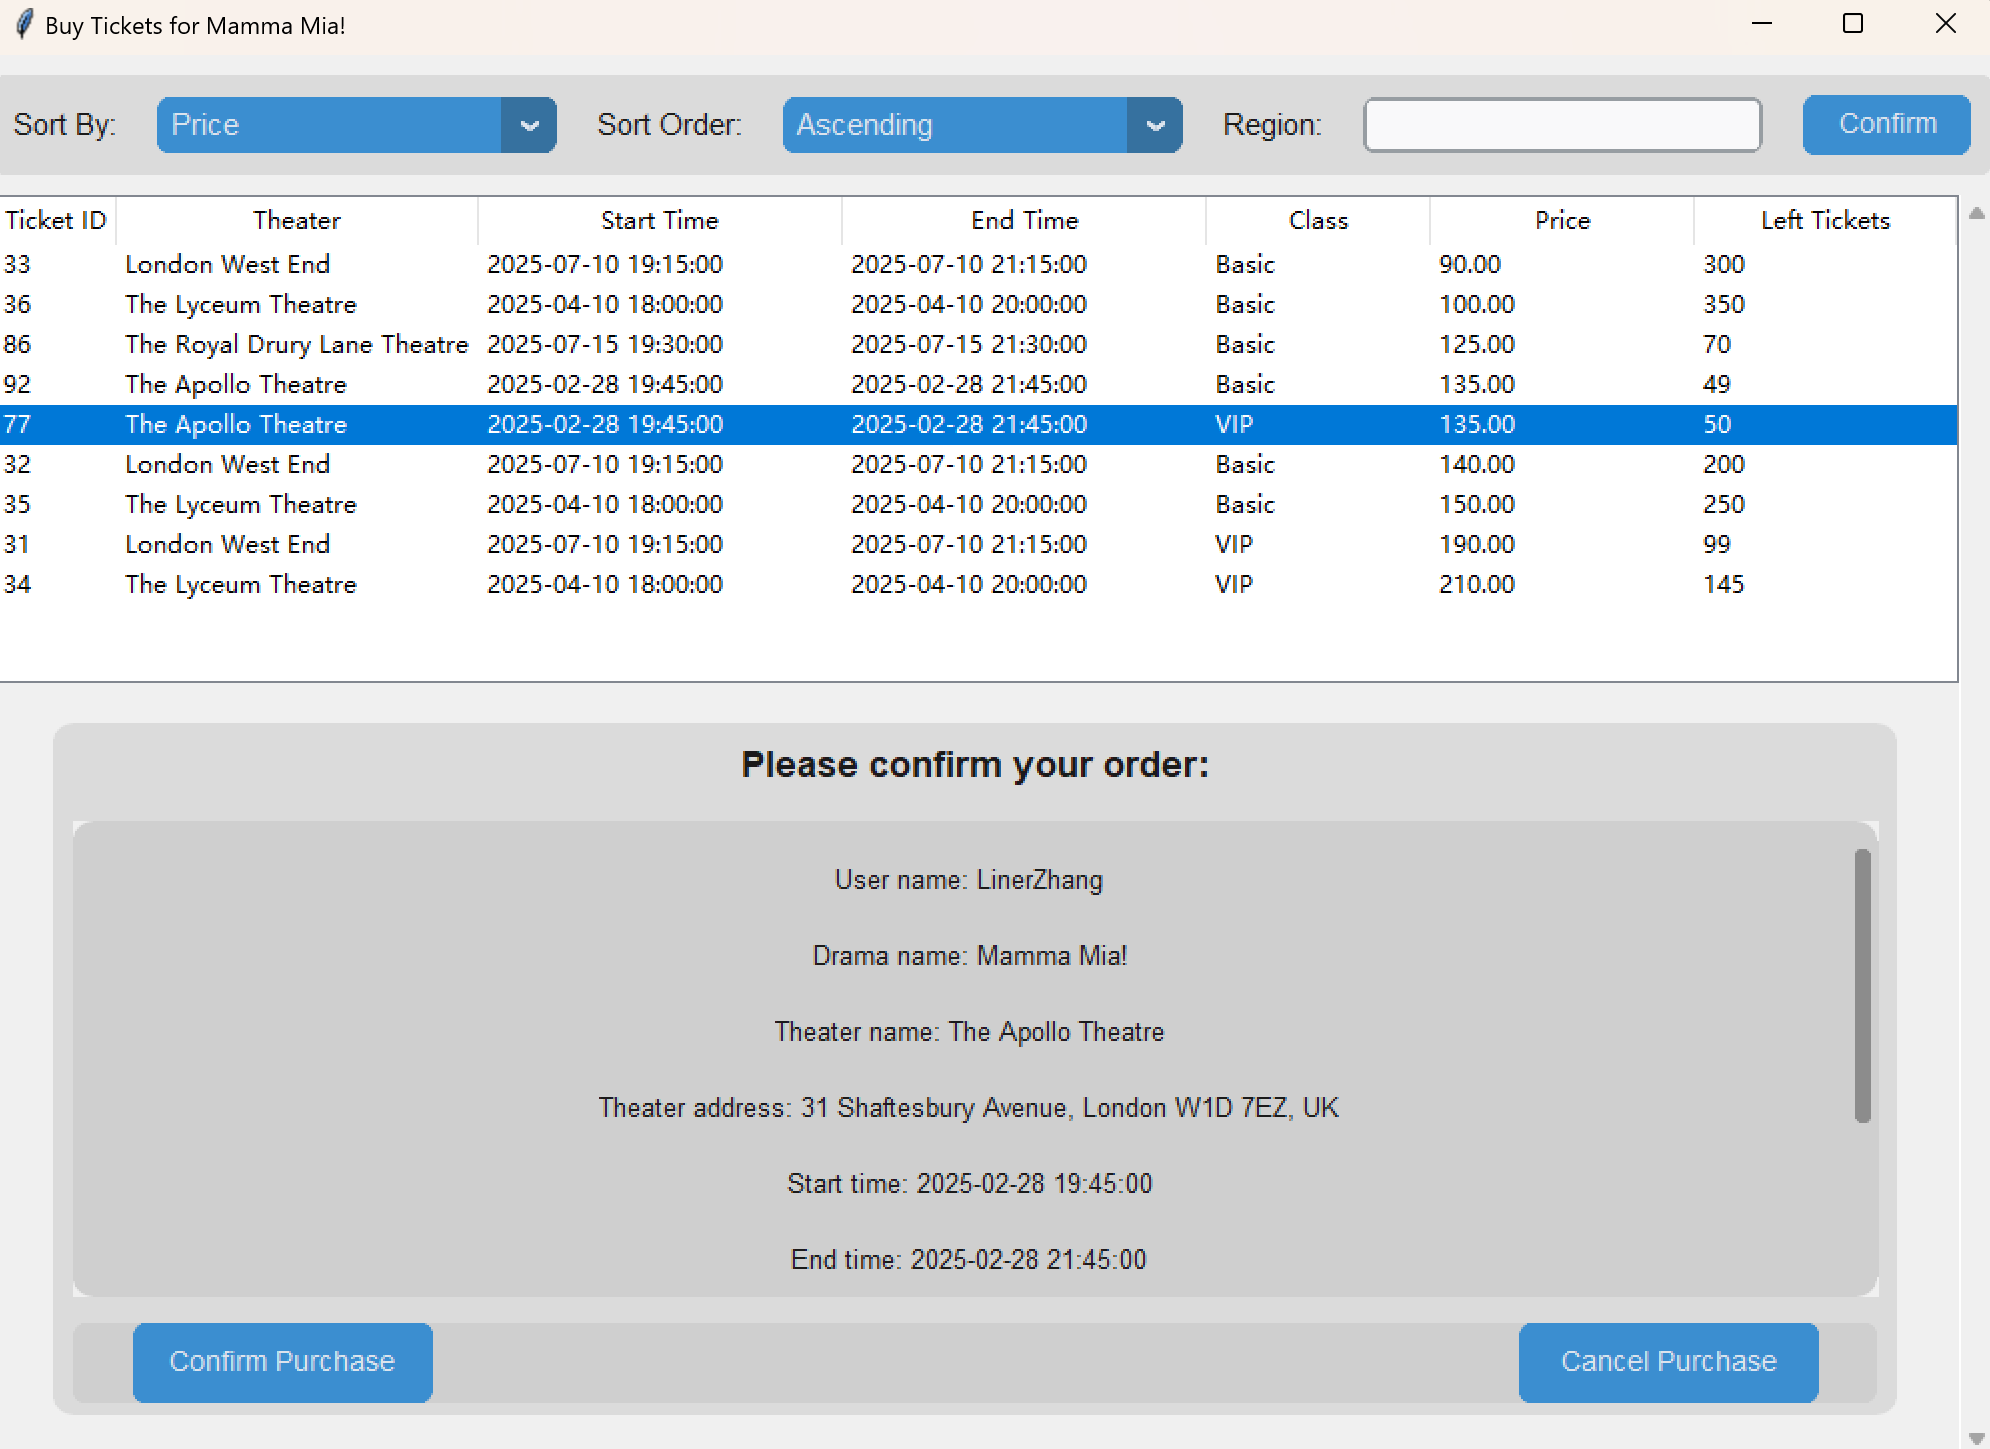 Buy Tickets for Mamma Mia!
Sort By: Price Sort Order: Ascending Region: Confirm
Ticket ID Theater Start Time End Time Class Price Left Tickets
33 London West End 2025-07-10 19:15:00 2025-07-10 21:15:00 Basic 90.00 300
36 The Lyceum Theatre 2025-04-10 18:00:00 2025-04-10 20:00:00 Basic 100.00 350
86 The Royal Drury Lane Theatre 2025-07-15 19:30:00 2025-07-15 21:30:00 Basic 125.00 70
92 The Apollo Theatre 2025-02-28 19:45:00 2025-02-28 21:45:00 Basic 135.00 49
77 The Apollo Theatre 2025-02-28 19:45:00 2025-02-28 21:45:00 VIP 135.00 50
32 London West End 2025-07-10 19:15:00 2025-07-10 21:15:00 Basic 140.00 200
35 The Lyceum Theatre 2025-04-10 18:00:00 2025-04-10 20:00:00 Basic 150.00 250
31 London West End 2025-07-10 19:15:00 2025-07-10 21:15:00 VIP 190.00 99
34 The Lyceum Theatre 2025-04-10 18:00:00 2025-04-10 20:00:00 VIP 210.00 145
Please confirm your order:
User name: LinerZhang
Drama name: Mamma Mia!
Theater name: The Apollo Theatre
Theater address: 31 Shaftesbury Avenue, London W1D 7EZ, UK
Start time: 2025-02-28 19:45:00
End time: 2025-02-28 21:45:00
Confirm Purchase Cancel Purchase